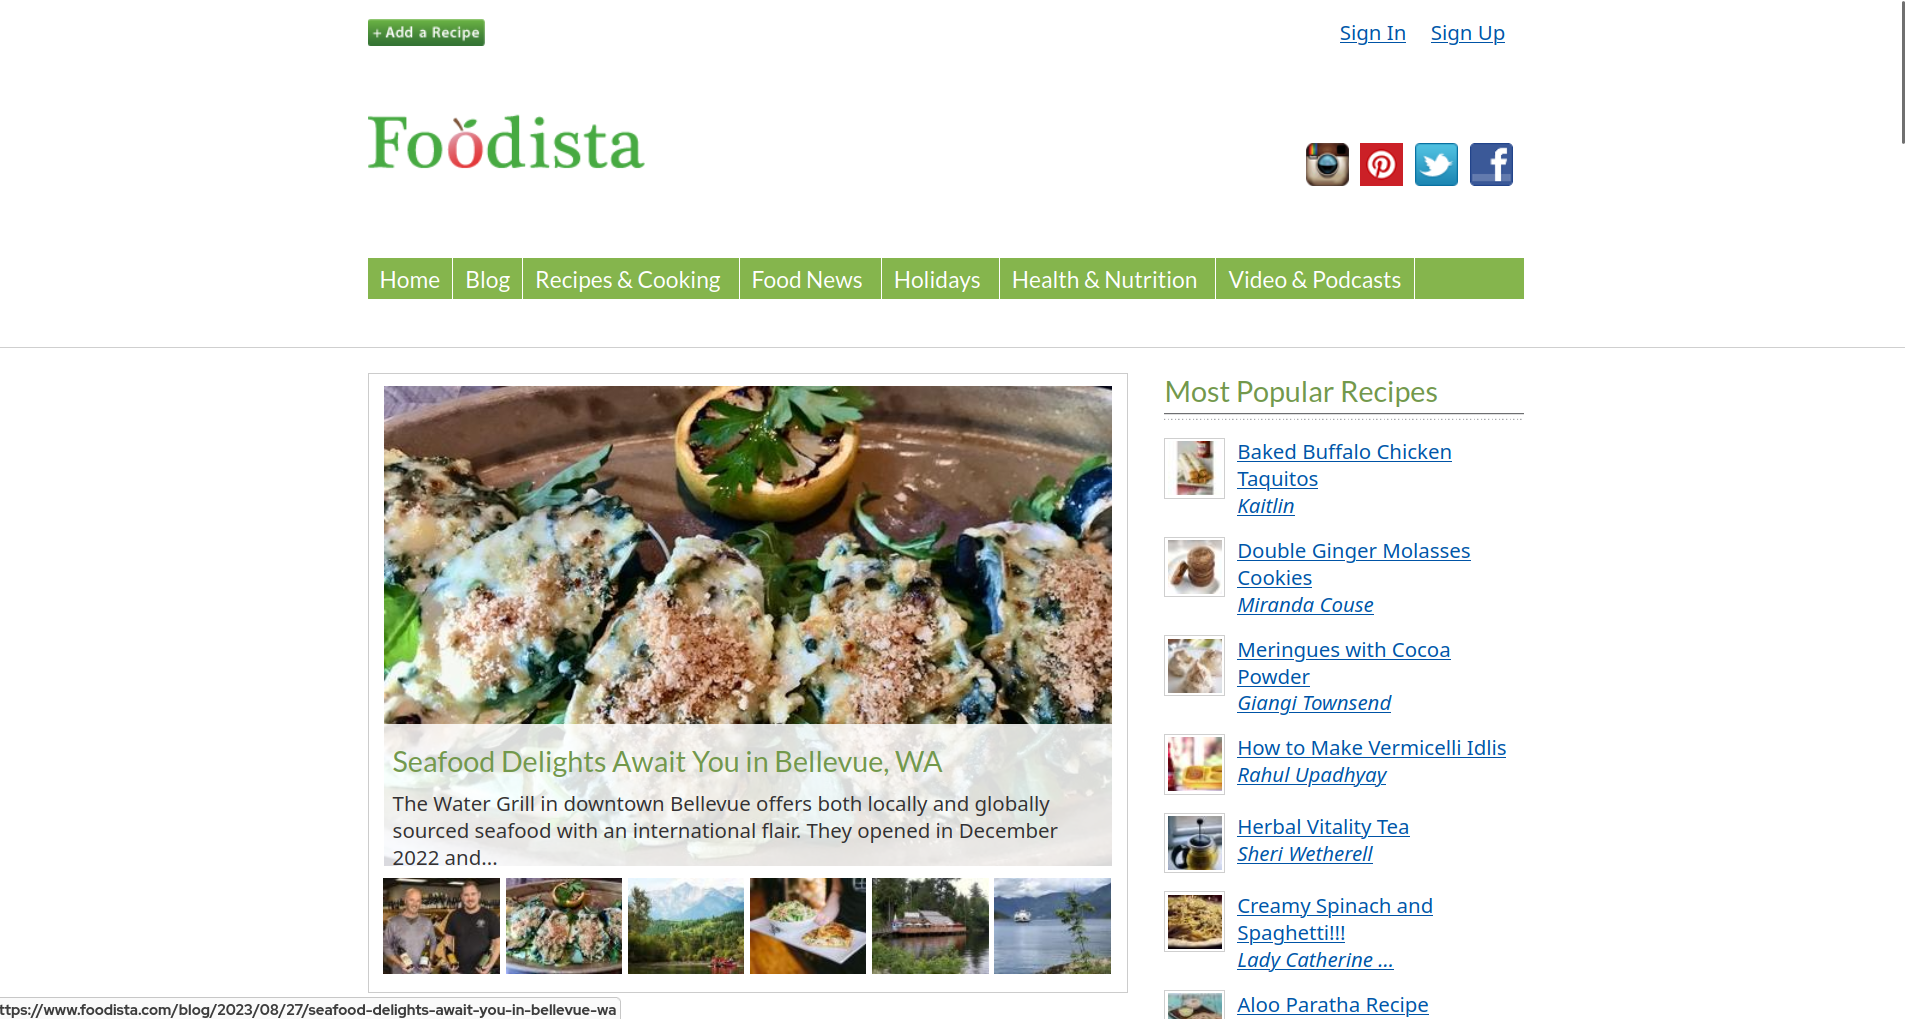 + Add a Recipe
Sign In Sign Up
Foodista
Home Blog Recipes & Cooking Food News Holidays Health & Nutrition Video & Podcasts
Seafood Delights Await You in Bellevue, WA
The Water Grill in downtown Bellevue offers both locally and globally
sourced seafood with an international flair. They opened in December
2022 and...
Most Popular Recipes
Baked Buffalo Chicken
Taquitos
Kaitlin
Double Ginger Molasses
Cookies
Miranda Couse
Meringues with Cocoa
Powder
Giangi Townsend
How to Make Vermicelli Idlis
Rahul Upadhyay
Herbal Vitality Tea
Sheri Wetherell
Creamy Spinach and
Spaghetti!!!
Lady Catherine ...
Aloo Paratha Recipe
ttps://www.foodista.com/blog/2023/08/27/seafood-delights-await-you-in-bellevue-wa